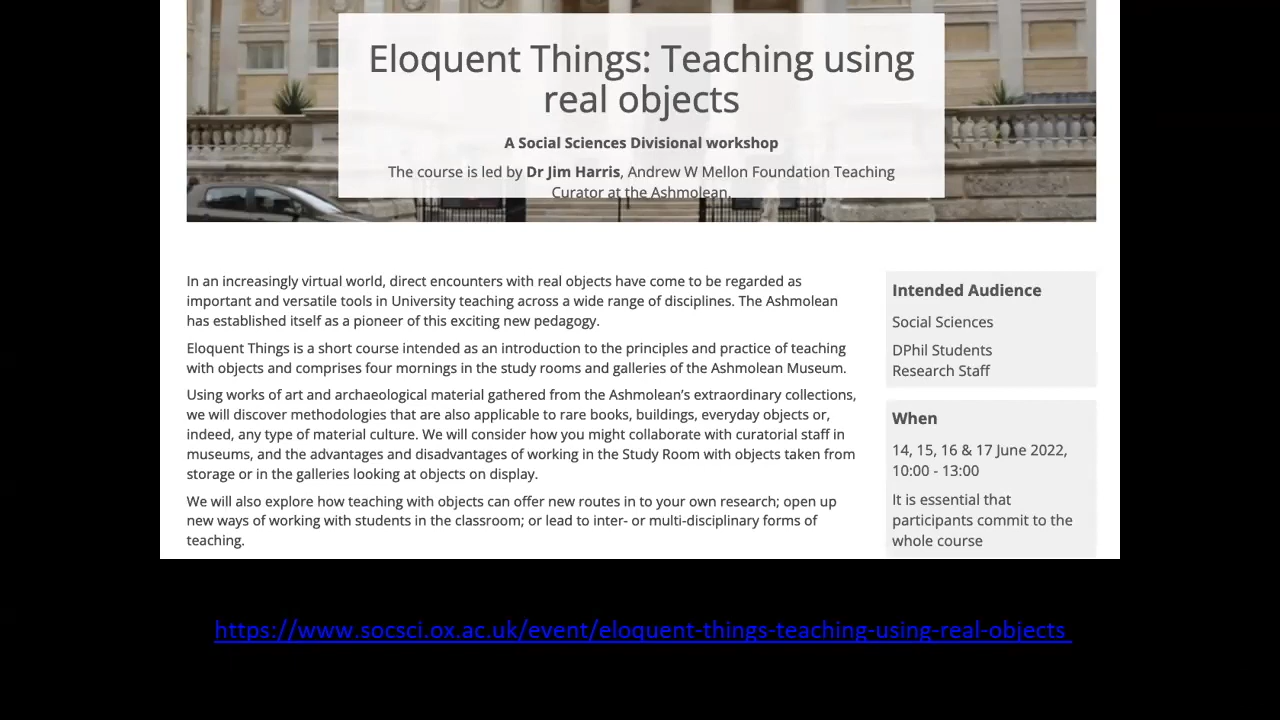 Eloquent Things: Teaching using
real objects
A Social Sciences Divisional workshop
The course is led by Dr Jim Harris, Andrew W Mellon Foundation Teaching
Curator at the Ashmolean.
In an increasingly virtual world, direct encounters with real objects have come to be regarded as
important and versatile tools in University teaching across a wide range of disciplines. The Ashmolean
has established itself as a pioneer of this exciting new pedagogy.
Eloquent Things is a short course intended as an introduction to the principles and practice of teaching
with objects and comprises four mornings in the study rooms and galleries of the Ashmolean Museum.
Using works of art and archaeological material gathered from the Ashmolean’s extraordinary collections,
we will discover methodologies that are also applicable to rare books, buildings, everyday objects or,
indeed, any type of material culture. We will consider how you might collaborate with curatorial staff in
museums, and the advantages and disadvantages of working in the Study Room with objects taken from
storage or in the galleries looking at objects on display.
We will also explore how teaching with objects can offer new routes in to your own research; open up
new ways of working with students in the classroom; or lead to inter- or multi-disciplinary forms of
teaching.
Intended Audience
Social Sciences
DPhil Students
Research Staff
When
14, 15, 16 & 17 June 2022,
10:00 - 13:00
It is essential that
participants commit to the
whole course
https://www.socsci.ox.ac.uk/event/eloquent-things-teaching-using-real-objects